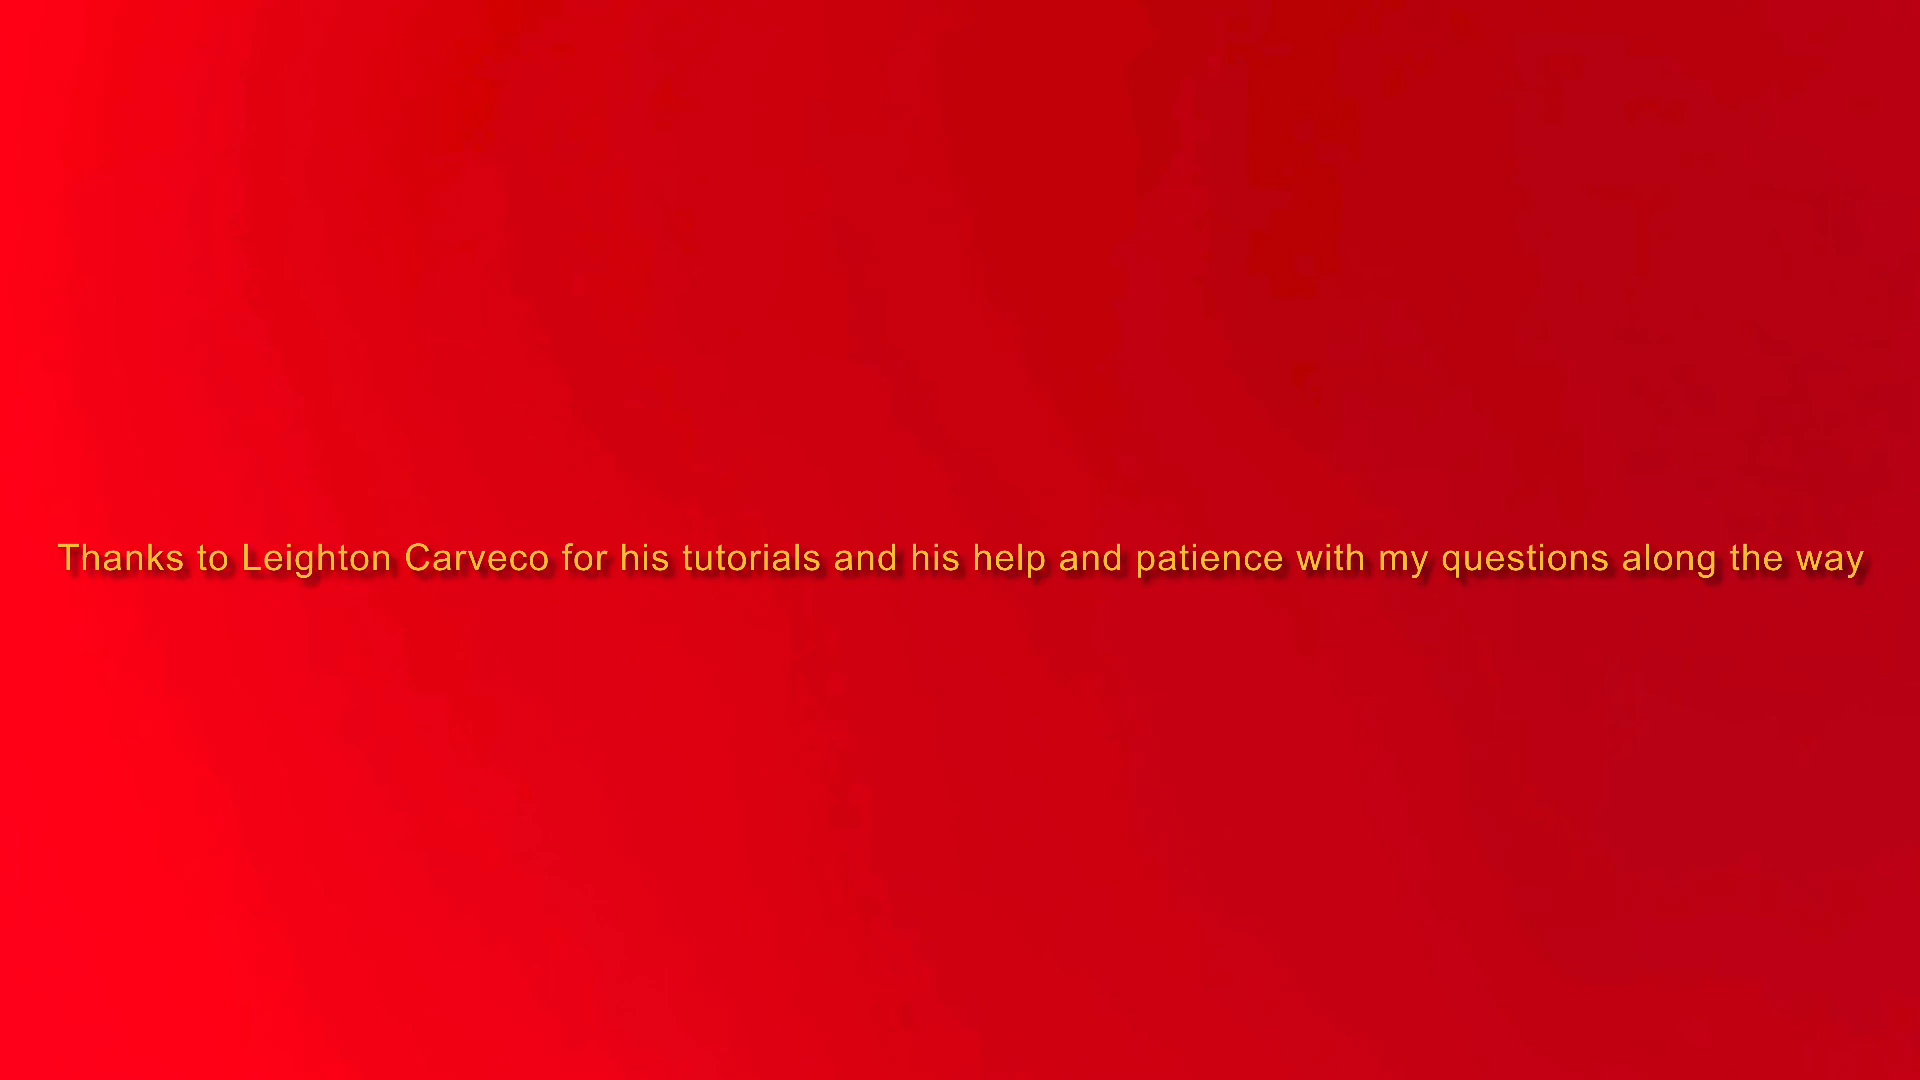 Thanks to Leighton Carveco for his tutorials and his help and patience with my questions along the way